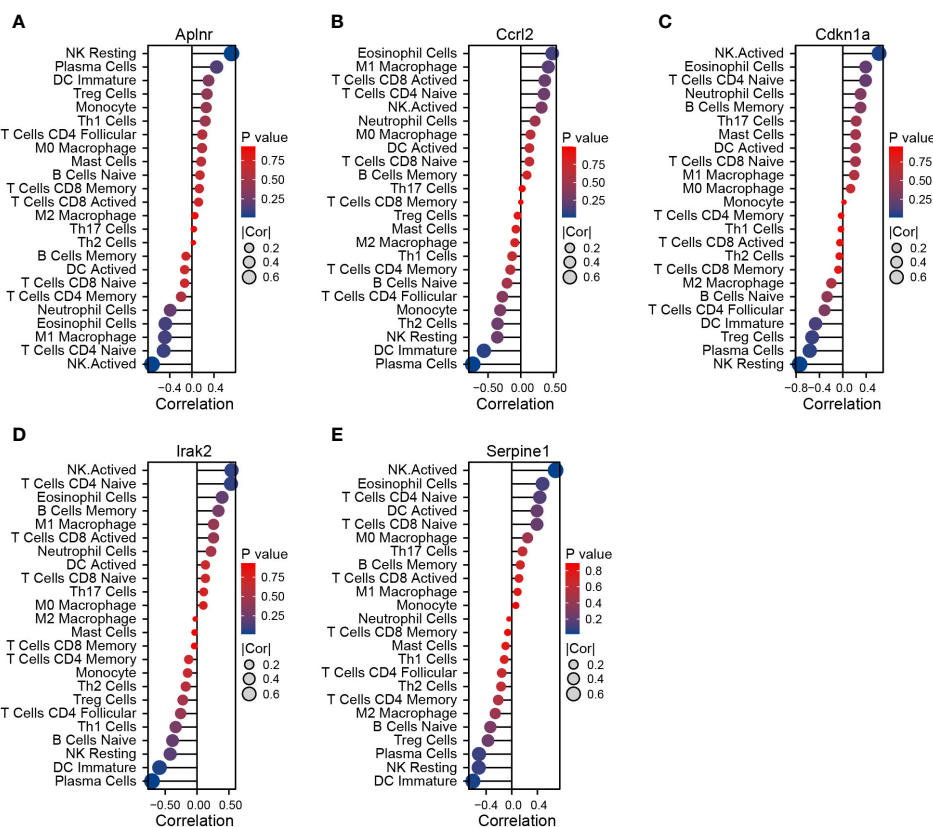 A
Aplnr
NK Resting
Plasma Cells
DC Immature
Treg Cells
Monocyte
Th1 Cells
T Cells CD4 Follicular
M0 Macrophage
Mast Cells
B Cells Naive
T Cells CD8 Memory
T Cells CD8 Actived
M2 Macrophage
Th17 Cells
Th2 Cells
B Cells Memory
DC Actived
T Cells CD8 Naive
T Cells CD4 Memory
Neutrophil Cells
Eosinophil Cells
M1 Macrophage
T Cells CD4 Naive
NK.Actived
−0.4 0.0 0.4
Correlation
P value
0.75
0.50
0.25
|Cor|
0.2
0.4
0.6
B
Ccrl2
Eosinophil Cells
M1 Macrophage
T Cells CD8 Actived
T Cells CD4 Naive
NK.Actived
Neutrophil Cells
M0 Macrophage
DC Actived
T Cells CD8 Naive
B Cells Memory
Th17 Cells
T Cells CD8 Memory
Treg Cells
Mast Cells
M2 Macrophage
Th1 Cells
T Cells CD4 Memory
B Cells Naive
T Cells CD4 Follicular
Monocyte
Th2 Cells
NK Resting
DC Immature
Plasma Cells
−0.50 0.00 0.50
Correlation
P value
0.75
0.50
0.25
|Cor|
0.2
0.4
0.6
C
Cdkn1a
NK.Actived
Eosinophil Cells
T Cells CD4 Naive
Neutrophil Cells
B Cells Memory
Th17 Cells
Mast Cells
DC Actived
T Cells CD8 Naive
M1 Macrophage
M0 Macrophage
Monocyte
T Cells CD4 Memory
Th1 Cells
T Cells CD8 Actived
Th2 Cells
T Cells CD8 Memory
M2 Macrophage
B Cells Naive
T Cells CD4 Follicular
DC Immature
Treg Cells
Plasma Cells
NK Resting
−0.8−0.4 0.0 0.4
Correlation
P value
0.75
0.50
0.25
|Cor|
0.2
0.4
0.6
D
Irak2
NK.Actived
T Cells CD4 Naive
Eosinophil Cells
B Cells Memory
M1 Macrophage
T Cells CD8 Actived
Neutrophil Cells
DC Actived
T Cells CD8 Naive
Th17 Cells
M0 Macrophage
M2 Macrophage
Mast Cells
T Cells CD8 Memory
T Cells CD4 Memory
Monocyte
Th2 Cells
Treg Cells
T Cells CD4 Follicular
Th1 Cells
B Cells Naive
NK Resting
DC Immature
Plasma Cells
−0.50 0.00 0.50
Correlation
P value
0.75
0.50
0.25
|Cor|
0.2
0.4
0.6
E
Serpine1
NK.Actived
Eosinophil Cells
T Cells CD4 Naive
DC Actived
T Cells CD8 Naive
M0 Macrophage
Th17 Cells
B Cells Memory
T Cells CD8 Actived
M1 Macrophage
Monocyte
Neutrophil Cells
T Cells CD8 Memory
Mast Cells
Th1 Cells
T Cells CD4 Follicular
Th2 Cells
T Cells CD4 Memory
M2 Macrophage
B Cells Naive
Treg Cells
Plasma Cells
NK Resting
DC Immature
−0.4 0.0 0.4
Correlation
P value
0.8
0.6
0.4
0.2
|Cor|
0.2
0.4
0.6